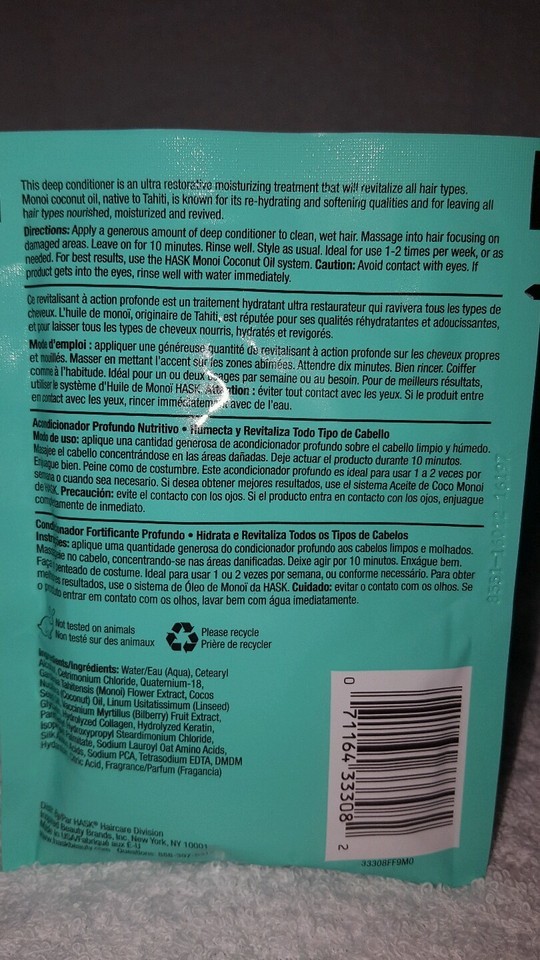 This deep conditioner is an ultra restorative moisturizing treatment that will revitalize all hair types.
Monoi coconut oil, native to Tahiti, is known for its re-hydrating and softening qualities and for leaving all
hair types nourished, moisturized and revived.
Directions: Apply a generous amount of deep conditioner to clean, wet hair. Massage into hair focusing on
damaged areas. Leave on for 10 minutes. Rinse well. Style as usual. Ideal for use 1-2 times per week, or as
needed. For best results, use the HASK Monoi Coconut Oil system. Caution: Avoid contact with eyes. If
product gets into the eyes, rinse well with water immediately.
Ce revitalisant à action profonde est un traitement hydratant ultra restaurateur qui ravivera tous les types de
cheveux. L'huile de monoï, originaire de Tahiti, est réputée pour ses qualités réhydratantes et adoucissantes,
et pour laisser tous les types de cheveux nourris, hydratés et revigorés.
Mode d'emploi : appliquer une généreuse quantité de revitalisant à action profonde sur les cheveux propres
et mouillés. Masser en mettant l'accent sur les zones abîmées. Attendre dix minutes. Bien rincer. Coiffer
comme à l'habitude. Idéal pour un ou deux usages par semaine ou au besoin. Pour de meilleurs résultats,
utiliser le système d'Huile de Monoï HASK. Attention : éviter tout contact avec les yeux. Si le produit entre
en contact avec les yeux, rincer immédiatement avec de l'eau.
Acondicionador Profundo Nutritivo • Humecta y Revitaliza Todo Tipo de Cabello
Modo de uso: aplique una cantidad generosa de acondicionador profundo sobre el cabello limpio y húmedo.
Masajee el cabello concentrándose en las áreas dañadas. Deje actuar el producto durante 10 minutos.
Enjuague bien. Peine como de costumbre. Este acondicionador profundo es ideal para usar 1 a 2 veces por
semana o cuando sea necesario. Si desea obtener mejores resultados, use el sistema Aceite de Coco Monoi
de HASK. Precaución: evite el contacto con los ojos. Si el producto entra en contacto con los ojos, enjuague
completamente de inmediato.
Condicionador Fortificante Profundo • Hidrata e Revitaliza Todos os Tipos de Cabelos
aplique uma quantidade generosa do condicionador profundo aos cabelos limpos e molhados.
no cabelo, concentrando-se nas áreas danificadas. Deixe agir por 10 minutos. Enxágue bem.
Faça penteado de costume. Ideal para usar 1 ou 2 vezes por semana, ou conforme necessário. Para obter
melhores resultados, use o sistema de Óleo de Monoï da HASK. Cuidado: evitar o contato com os olhos. Se
o produto entrar em contato com os olhos, lavar bem com água imediatamente.
Not tested on animals
Non testé sur des animaux
Please recycle
Prière de recycler
Ingredients/Ingrédients: Water/Eau (Aqua), Cetearyl
Cetrimonium Chloride, Quaternium-18,
Tahitensis (Monoi) Flower Extract, Cocos
(Coconut) Oil, Linum Usitatissimum (Linseed)
Vaccinium Myrtillus (Bilberry) Fruit Extract,
Hydrolyzed Collagen, Hydrolyzed Keratin,
Hydroxypropyl Steardimonium Chloride,
Silk Sodium Lauroyl Oat Amino Acids,
Sodium PCA, Tetrasodium EDTA, DMDM
Acid, Fragrance/Parfum (Fragancia)
HASK® Haircare Division
Beauty Brands, Inc. New York, NY 10001
Made in USA/Fabriqué aux É-U
0 71164 33308 2
33308FF9M0